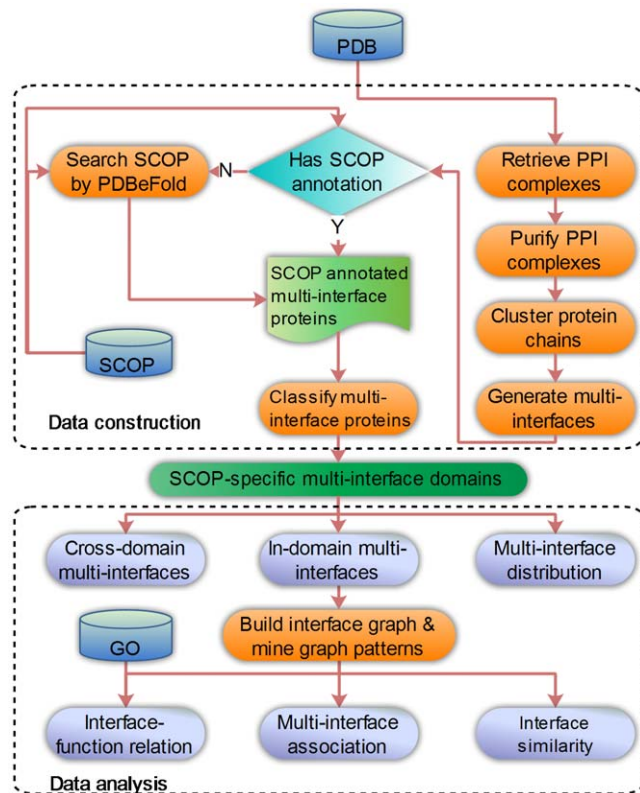 PDB
Search SCOP
by PDBeFold
N
Has SCOP
annotation
Retrieve PPI
complexes
Y
Purify PPI
complexes
SCOP annotated
multi-interface
proteins
Cluster protein
chains
SCOP
Classify multi-
interface proteins
Generate multi-
interfaces
Data construction
SCOP-specific multi-interface domains
Cross-domain
multi-interfaces
In-domain multi-
interfaces
Multi-interface
distribution
GO
Build interface graph &
mine graph patterns
Interface-
function relation
Multi-interface
association
Interface
similarity
Data analysis